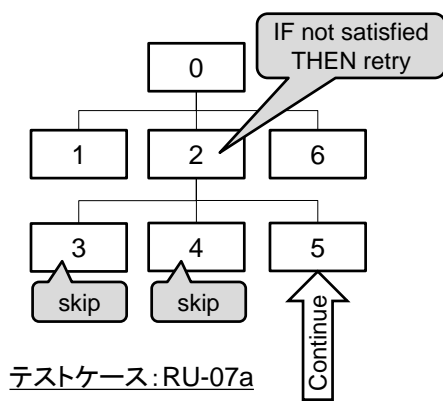 IF not satisfied
THEN retry
0
1
2
6
3
4
5
skip
skip
Continue
テストケース：RU-07a